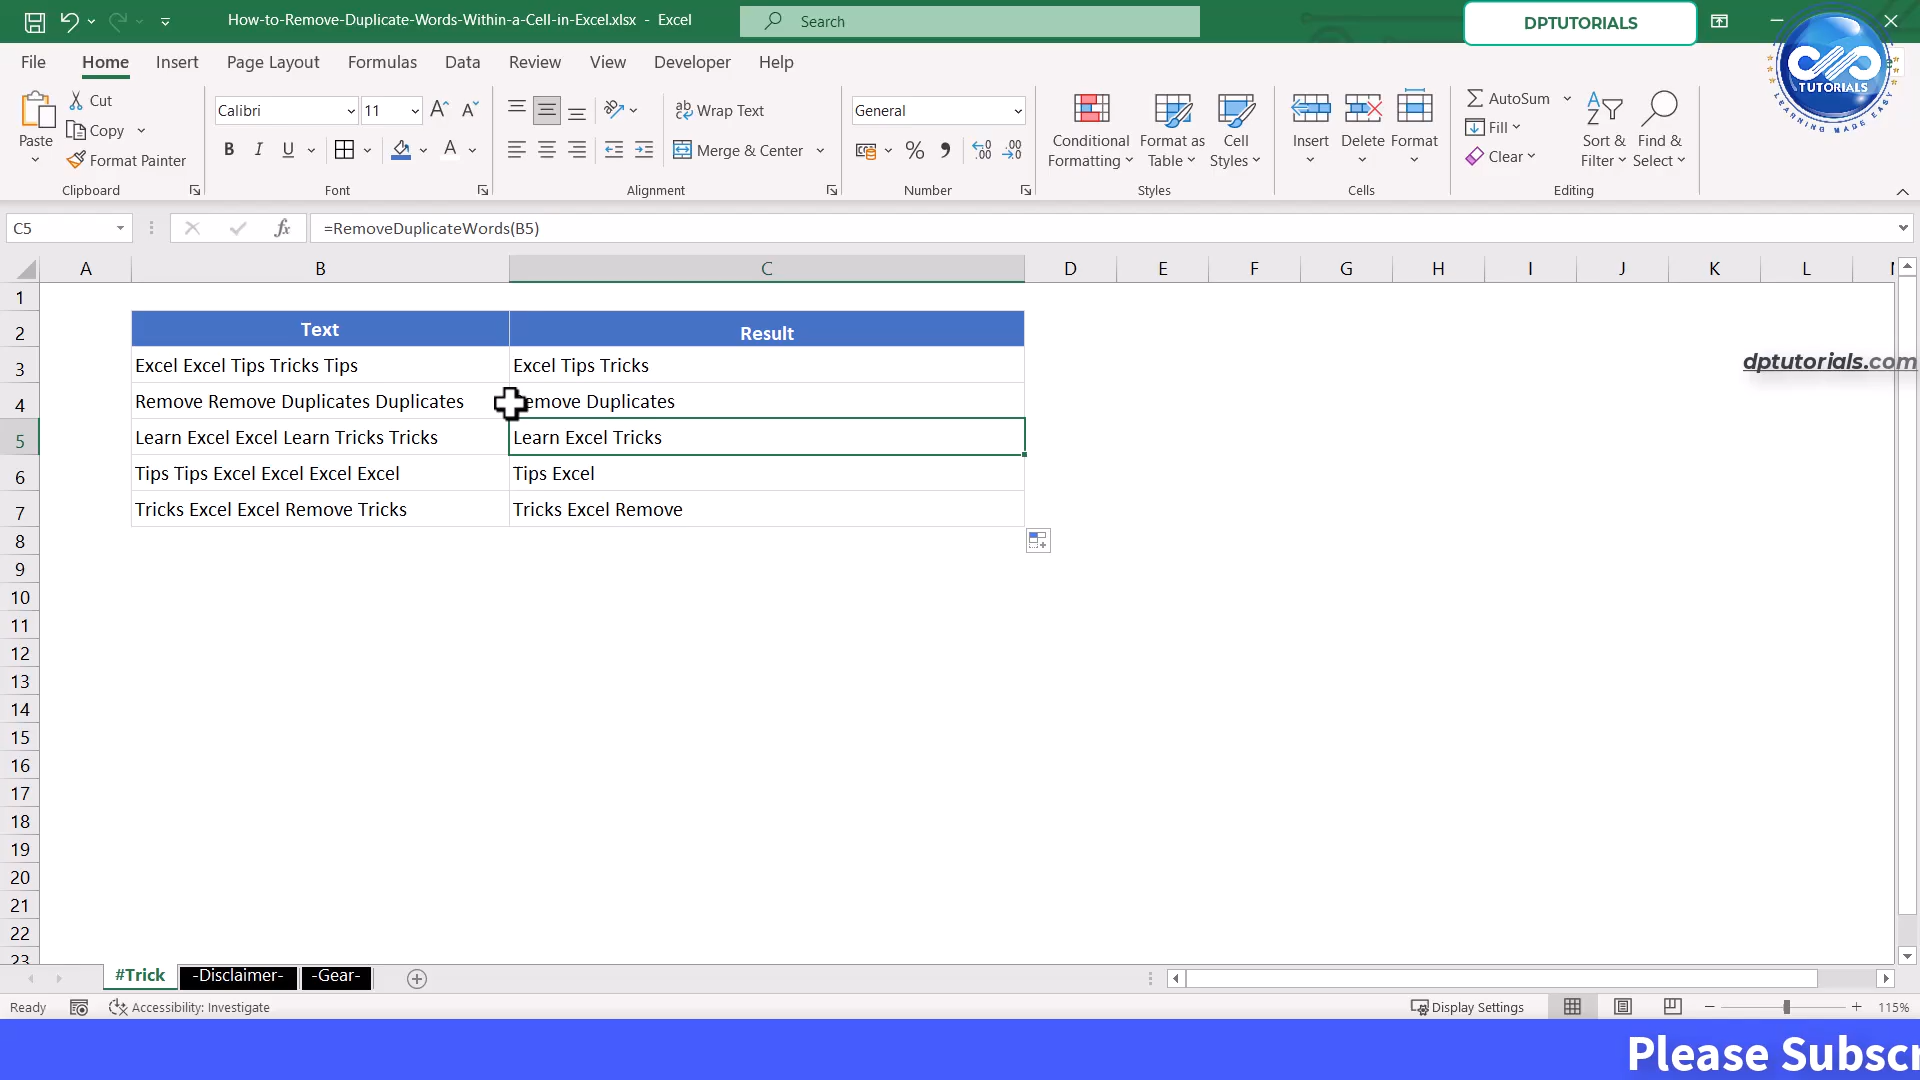 How-to-Remove-Duplicate-Words-Within-a-Cell-in-Excel.xlsx - Excel
Search
DPTUTORIALS
File Home Insert Page Layout Formulas Data Review View Developer Help
TUTORIALS
LEARNING MADE EASY
Paste
Cut
Copy
Format Painter
Clipboard
Calibri
11
B I U
Font
Wrap Text
Merge & Center
Alignment
General
Number
Conditional Formatting
Format as Table
Cell Styles
Styles
Insert
Delete
Format
Cells
AutoSum
Fill
Clear
Sort & Filter
Find & Select
Editing
C5
fx
=RemoveDuplicateWords(B5)
A B C D E F G H I J K L
1
2 Text Result
3 Excel Excel Tips Tricks Tips Excel Tips Tricks
4 Remove Remove Duplicates Duplicates emove Duplicates
5 Learn Excel Excel Learn Tricks Tricks Learn Excel Tricks
6 Tips Tips Excel Excel Excel Excel Tips Excel
7 Tricks Excel Excel Remove Tricks Tricks Excel Remove
8
9
10
11
12
13
14
15
16
17
18
19
20
21
22
23
dptutorials.com
#Trick -Disclaimer- -Gear-
Ready
Accessibility: Investigate
Display Settings
115%
Please Subscr